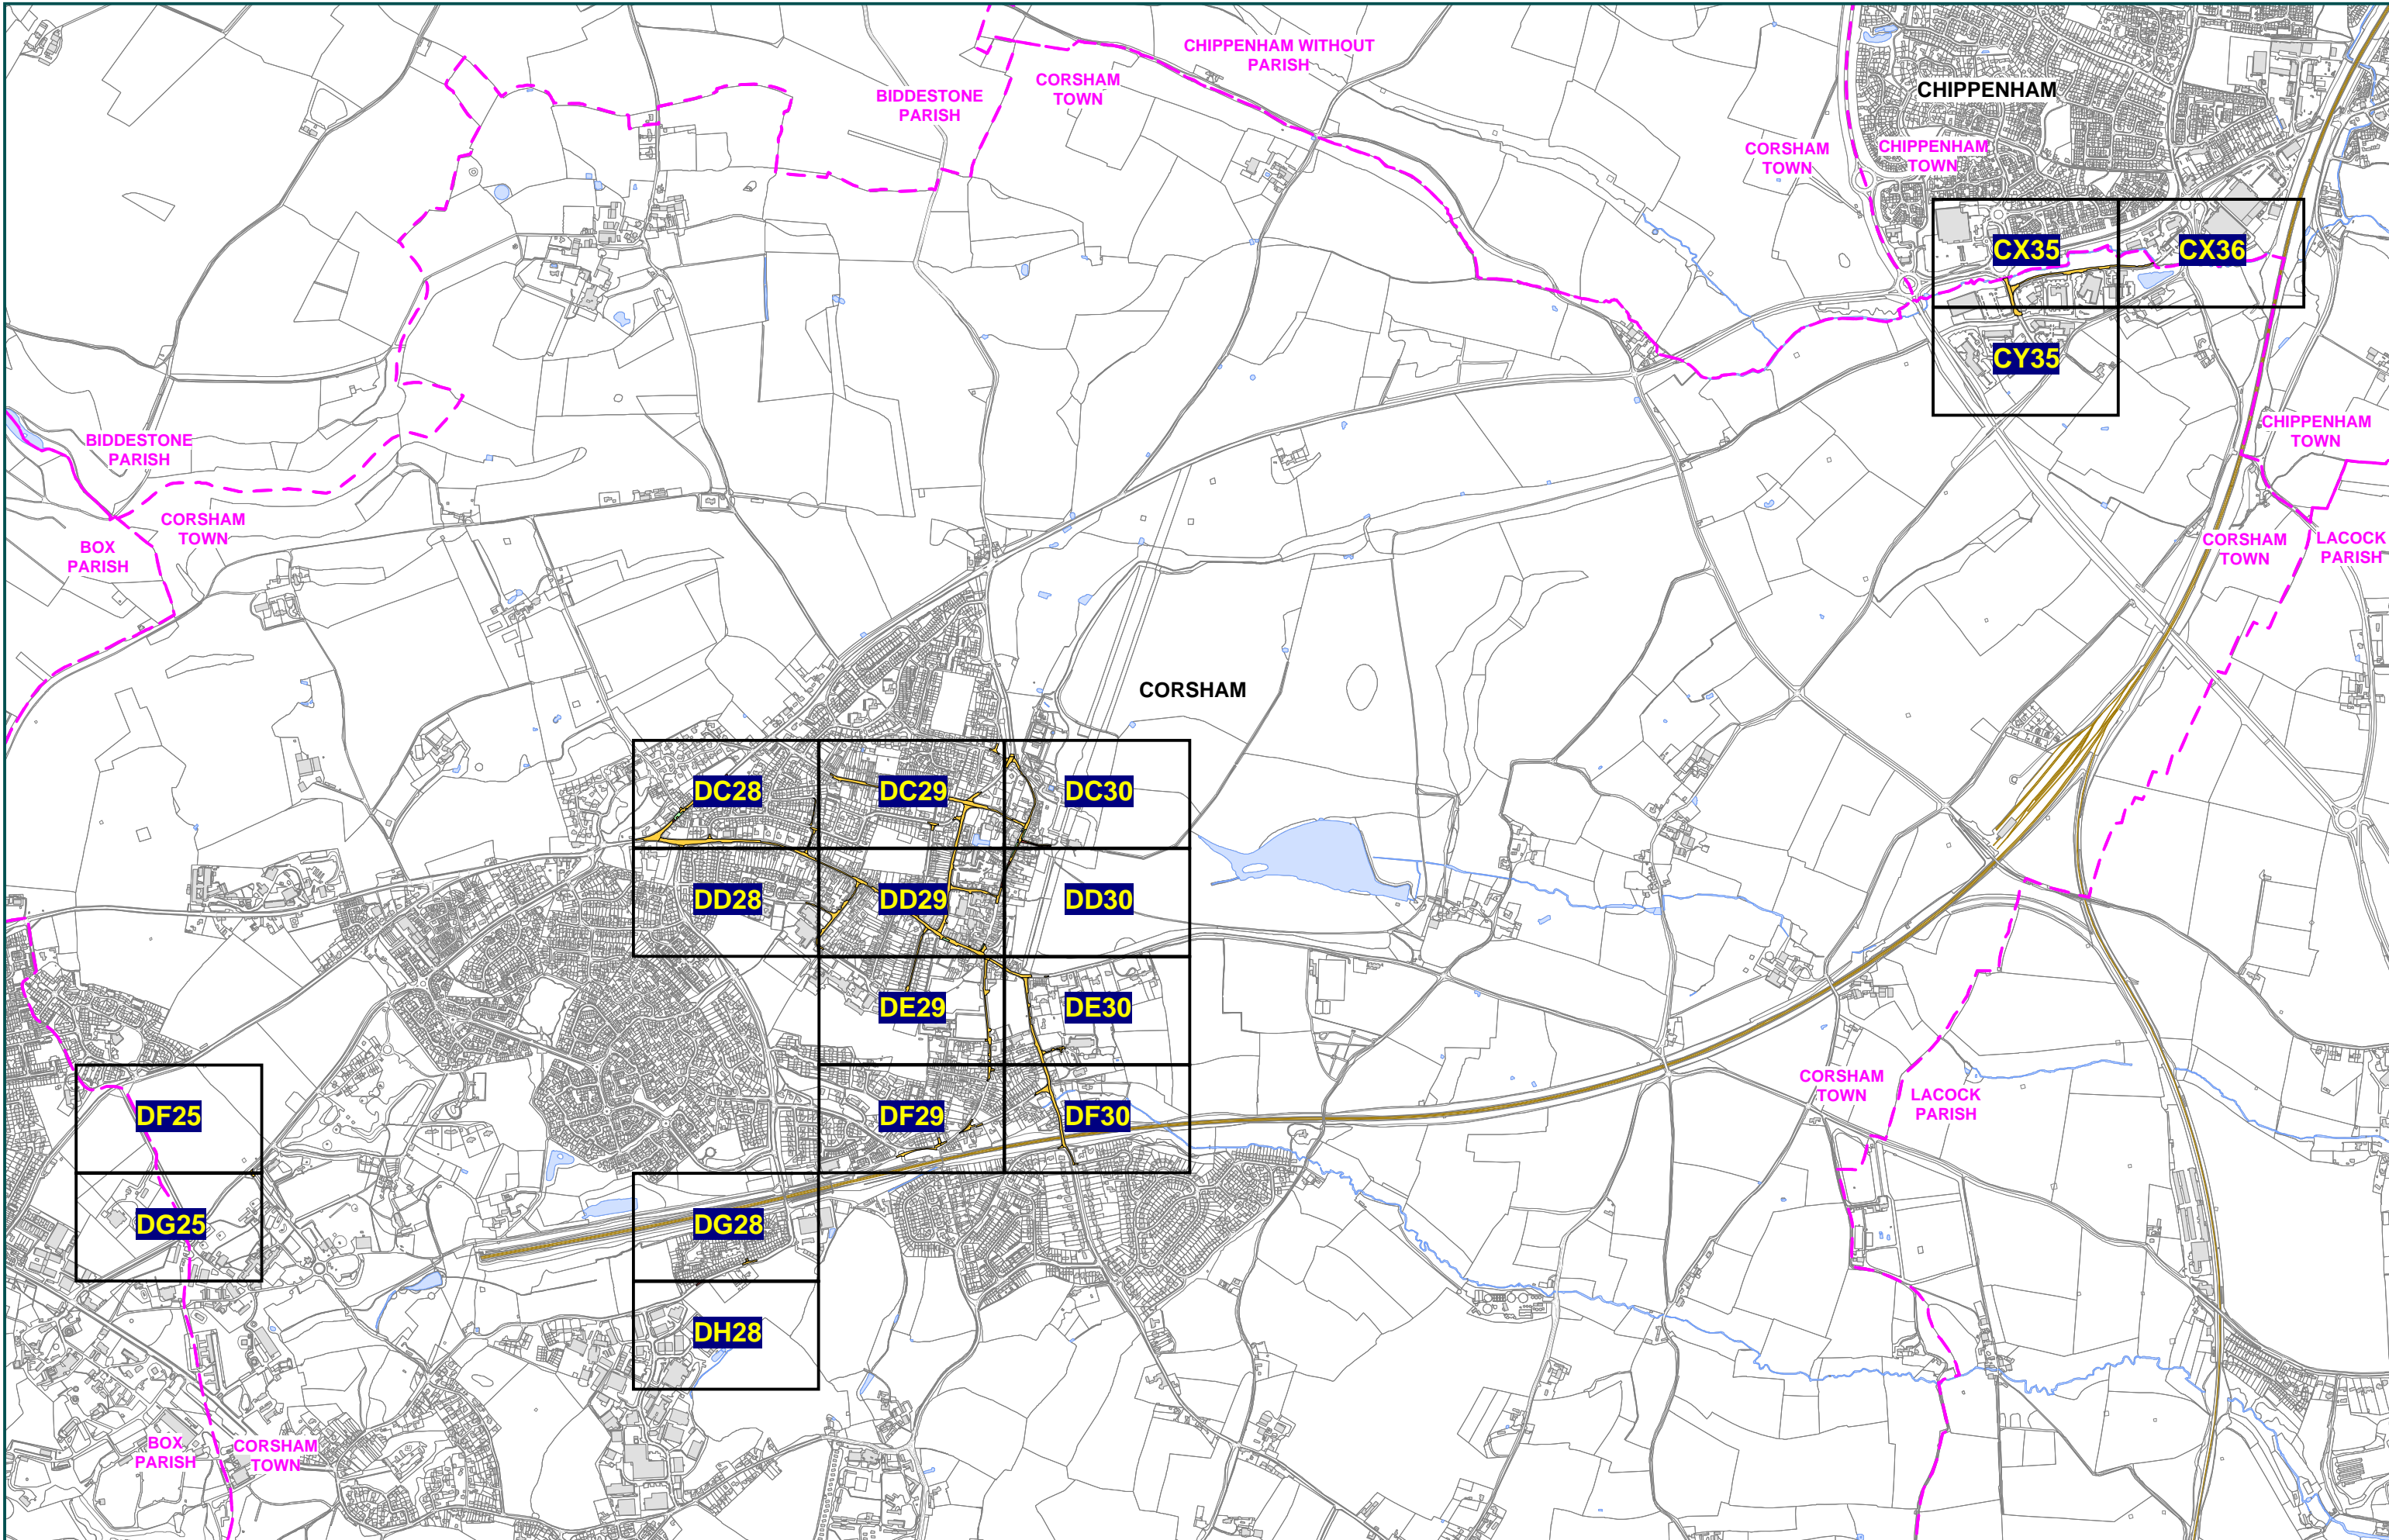 CHIPPENHAM WITHOUT
PARISH
CORSHAM
TOWN
BIDDESTONE
PARISH
CHIPPENHAM
CORSHAM
TOWN
CHIPPENHAM
TOWN
CX35
CX36
CY35
BIDDESTONE
PARISH
CHIPPENHAM
TOWN
CORSHAM
TOWN
BOX
PARISH
CORSHAM
TOWN
LACOCK
PARISH
CORSHAM
DC28
DC29
DC30
DD28
DD29
DD30
DE29
DE30
CORSHAM
TOWN
LACOCK
PARISH
DF25
DF29
DF30
DG25
DG28
DH28
BOX
PARISH
CORSHAM
TOWN